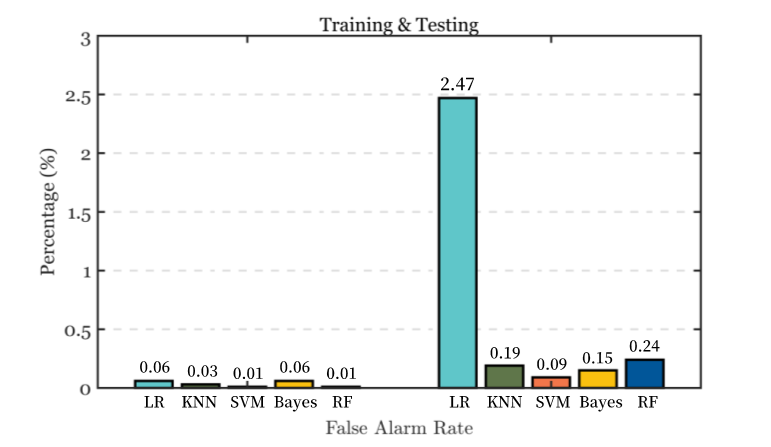 Training & Testing
Percentage (%)
3
2.5
2
1.5
1
0.5
0
0.06 0.03 0.01 0.06 0.01
2.47 0.19 0.09 0.15 0.24
LR KNN SVM Bayes RF LR KNN SVM Bayes RF
False Alarm Rate